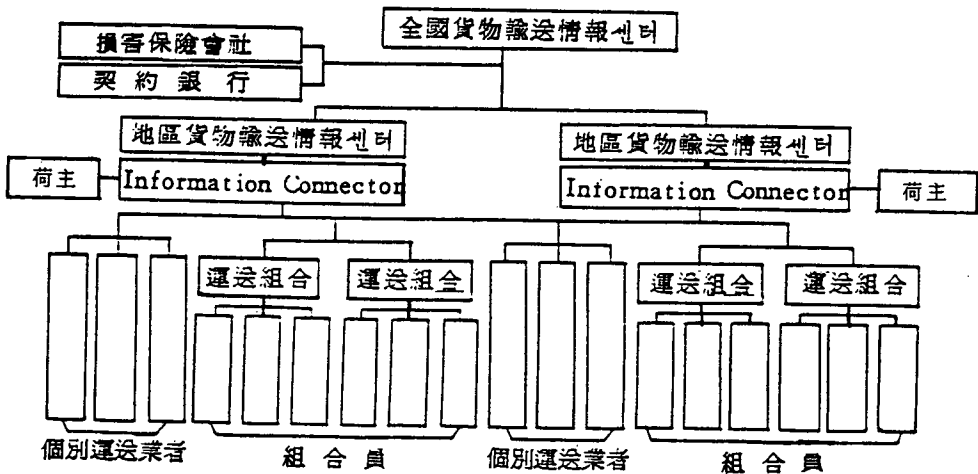 全國貨物輸送情報센터
損害保險會社
契約銀行
地區貨物輸送情報센터
地區貨物輸送情報센터
荷主
Information Connector
Information Connector
荷主
運送組合
運送組合
運送組合
運送組合
個別運送業者
組合員
個別運送業者
組合員